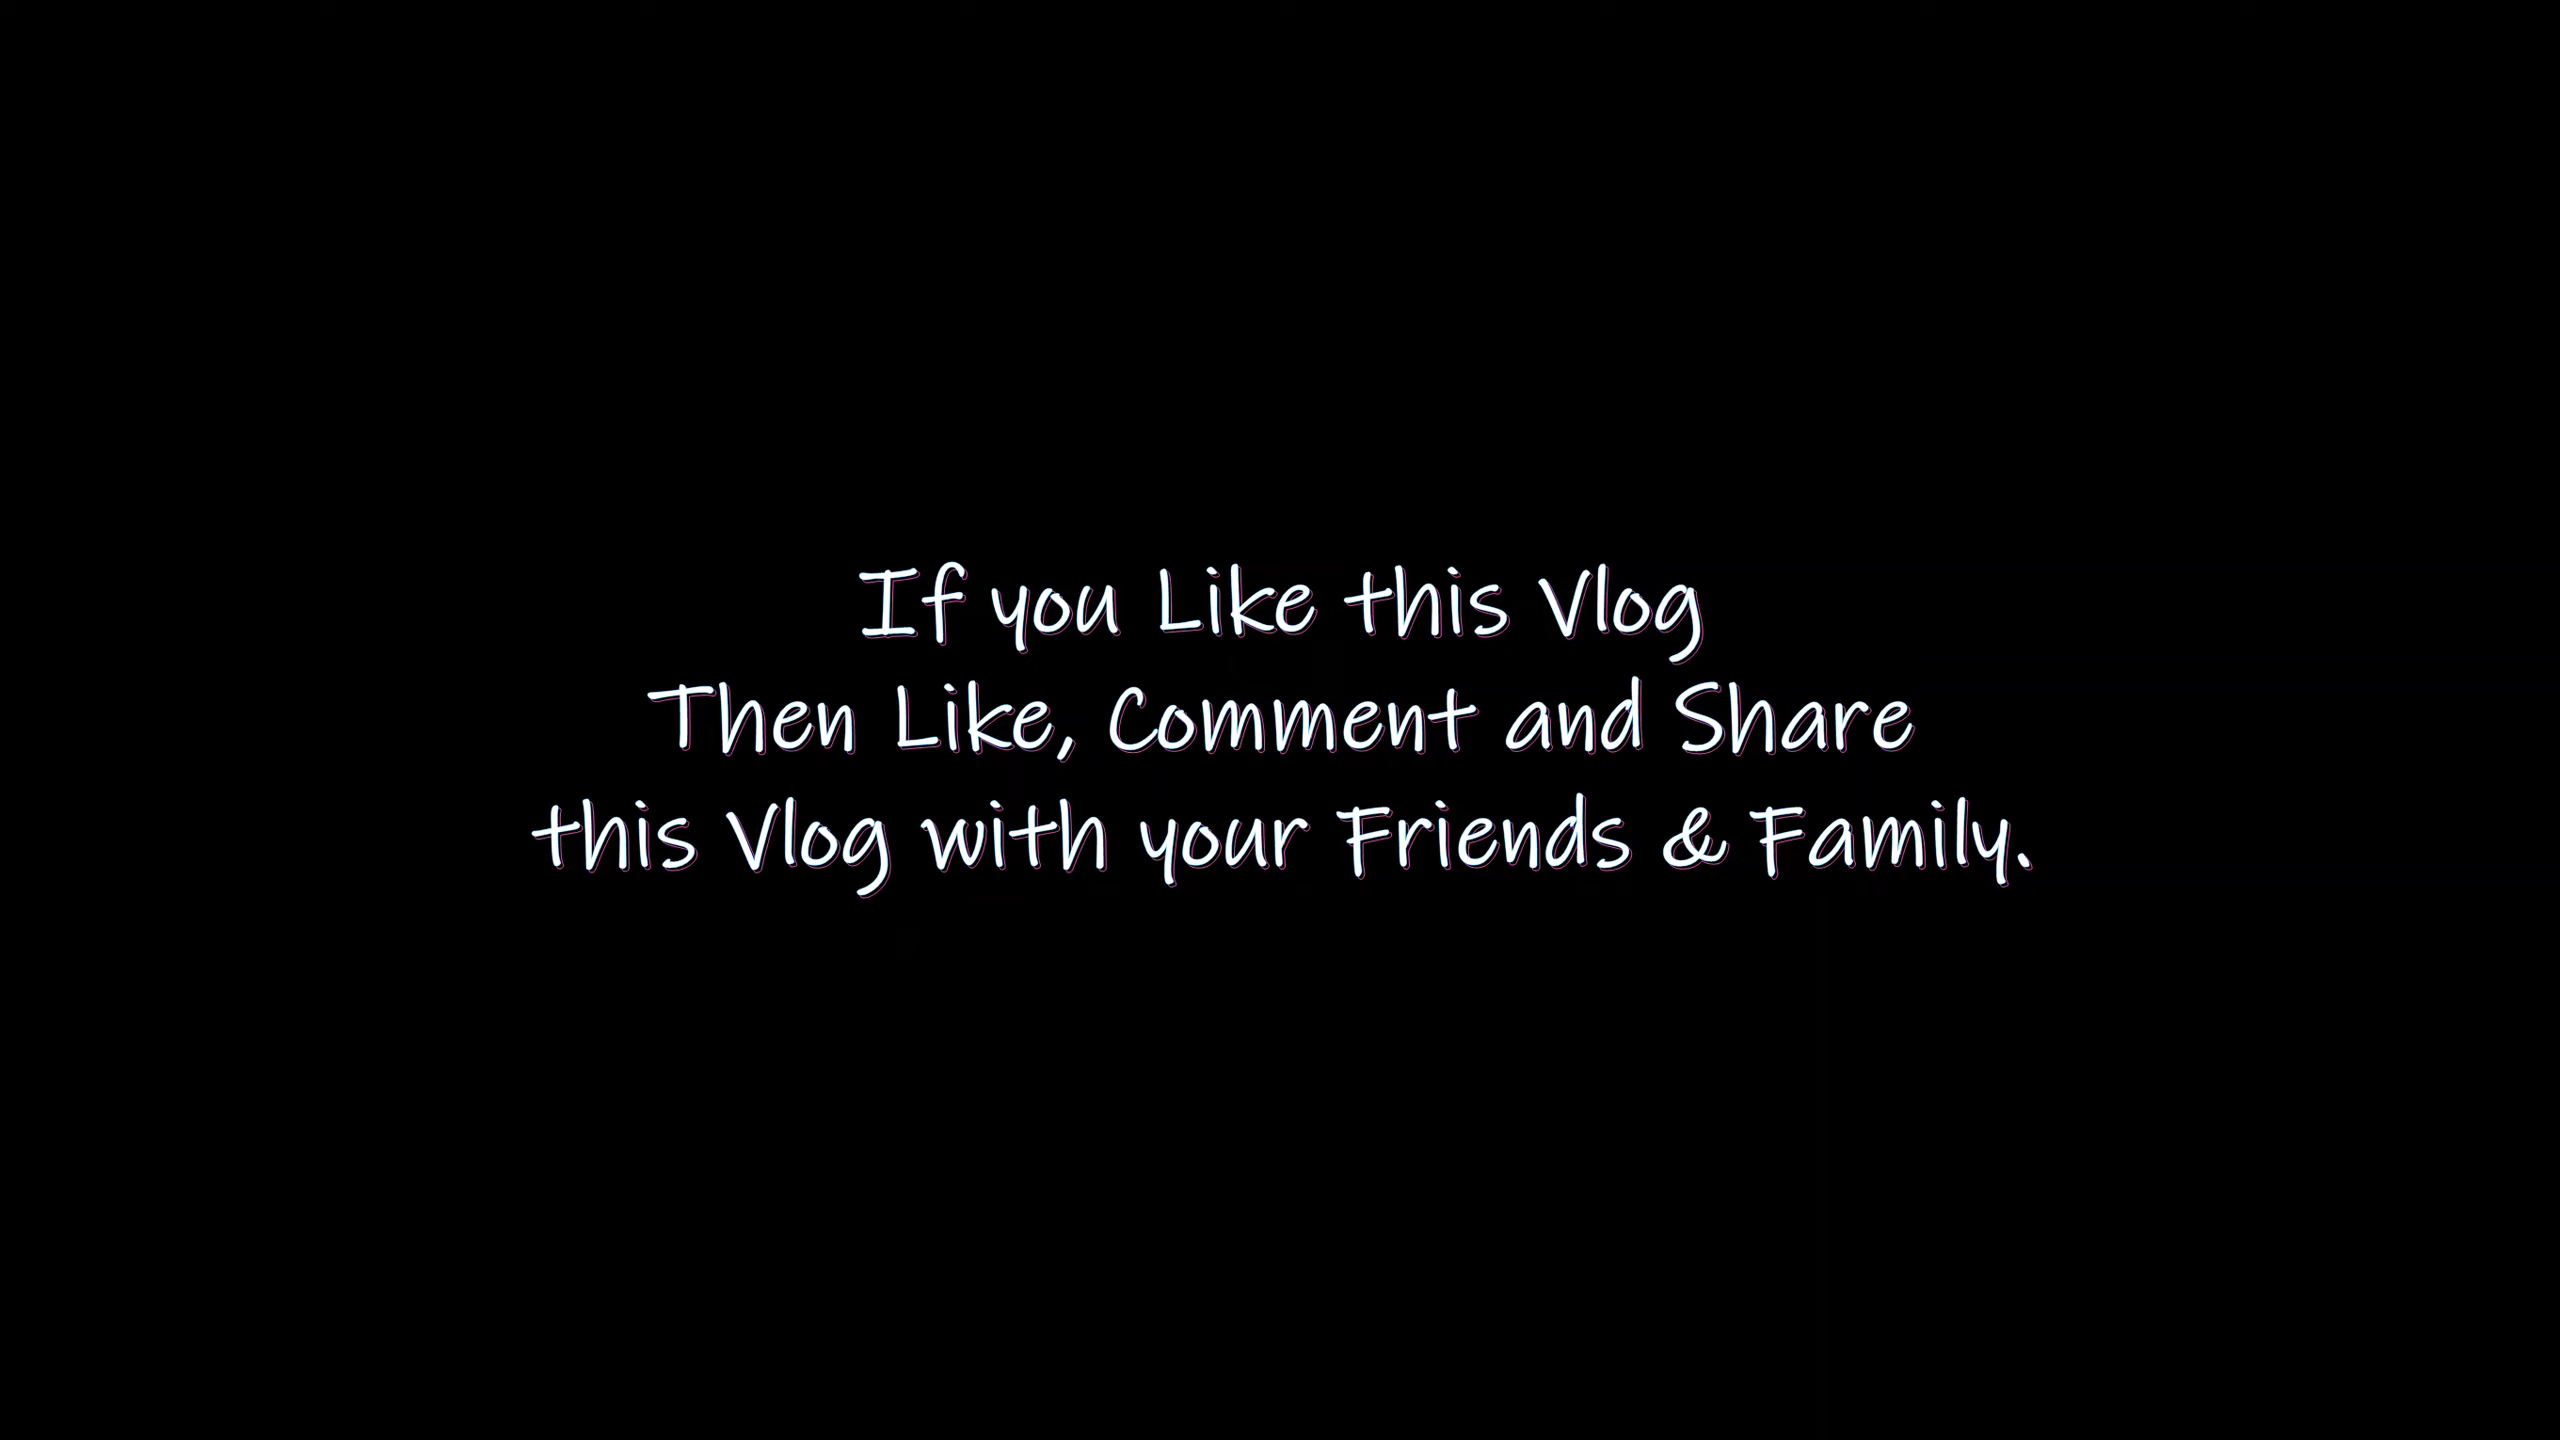 If you Like this Vlog
Then Like, Comment and Share
this Vlog with your Friends & Family.